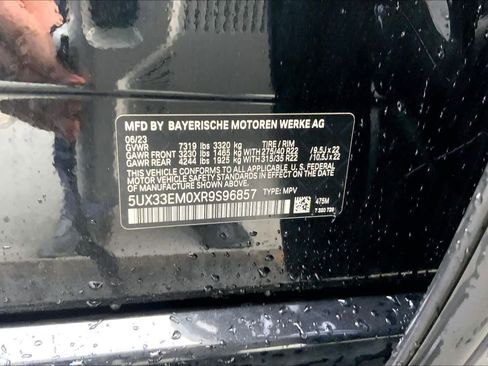 MFD BY BAYERISCHE MOTOREN WERKE AG
06/23
GVWR 7319 lbs 3320 kg TIRE / RIM
GAWR FRONT 3230 lbs 1465 kg WITH 275/40 R22 / 9.5J x 22
GAWR REAR 4244 lbs 1925 kg WITH 315/35 R22 / 10.5J x 22
THIS VEHICLE CONFORMS TO ALL APPLICABLE U. S. FEDERAL
MOTOR VEHICLE SAFETY STANDARDS IN EFFECT ON
THE DATE OF MANUFACTURE SHOWN ABOVE.
5UX33EM0XR9S96857 TYPE: MPV
475M